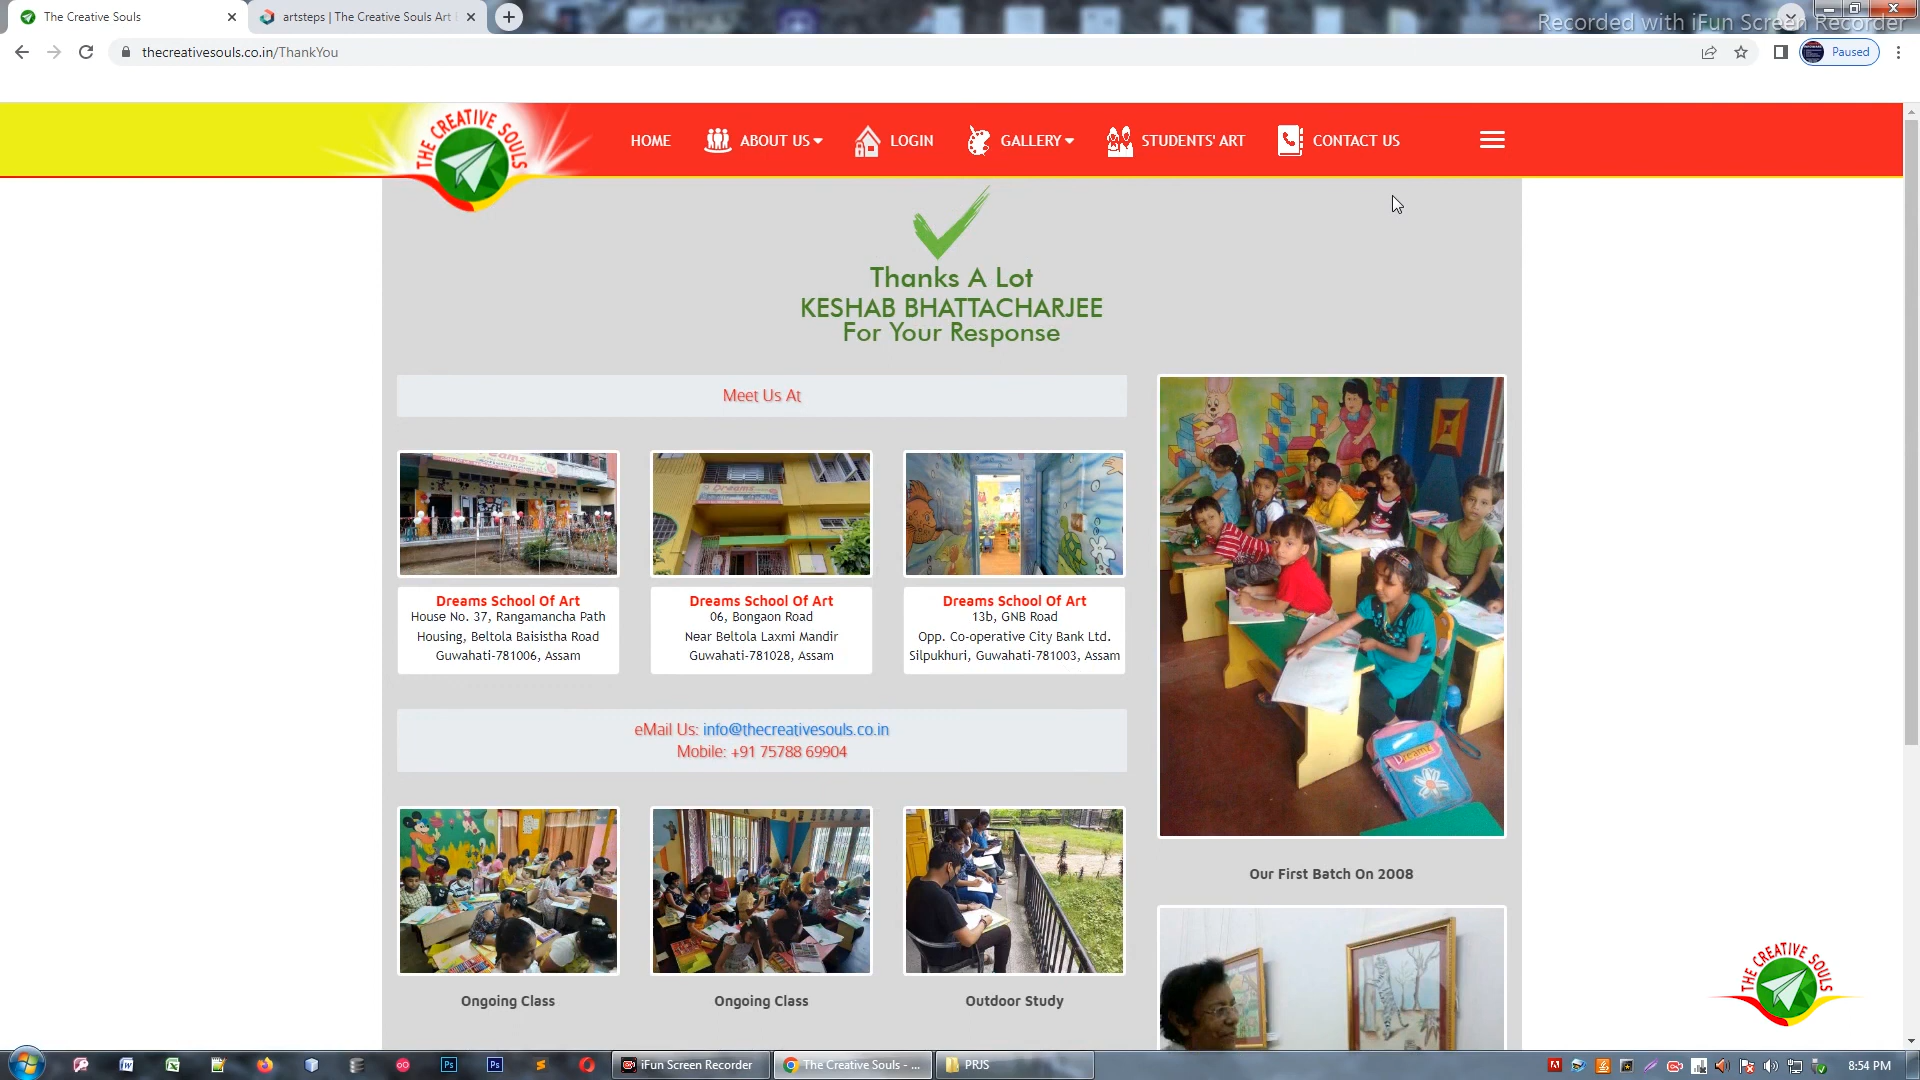 The Creative Souls
artsteps | The Creative Souls Art
Recorded with iFun Screen Recorder
thecreativesouls.co.in/ThankYou
Paused
THE CREATIVE SOULS
HOME
ABOUT US
LOGIN
GALLERY
STUDENTS' ART
CONTACT US
Thanks A Lot
KESHAB BHATTACHARJEE
For Your Response
Meet Us At
Dreams School Of Art
House No. 37, Rangamancha Path
Housing, Beltola Baisistha Road
Guwahati-781006, Assam
Dreams School Of Art
06, Bongaon Road
Near Beltola Laxmi Mandir
Guwahati-781028, Assam
Dreams School Of Art
13b, GNB Road
Opp. Co-operative City Bank Ltd.
Silpukhuri, Guwahati-781003, Assam
eMail Us: info@thecreativesouls.co.in
Mobile: +91 75788 69904
Ongoing Class
Ongoing Class
Outdoor Study
Our First Batch On 2008
THE CREATIVE SOULS
iFun Screen Recorder
The Creative Souls - ...
PRJS
8:54 PM